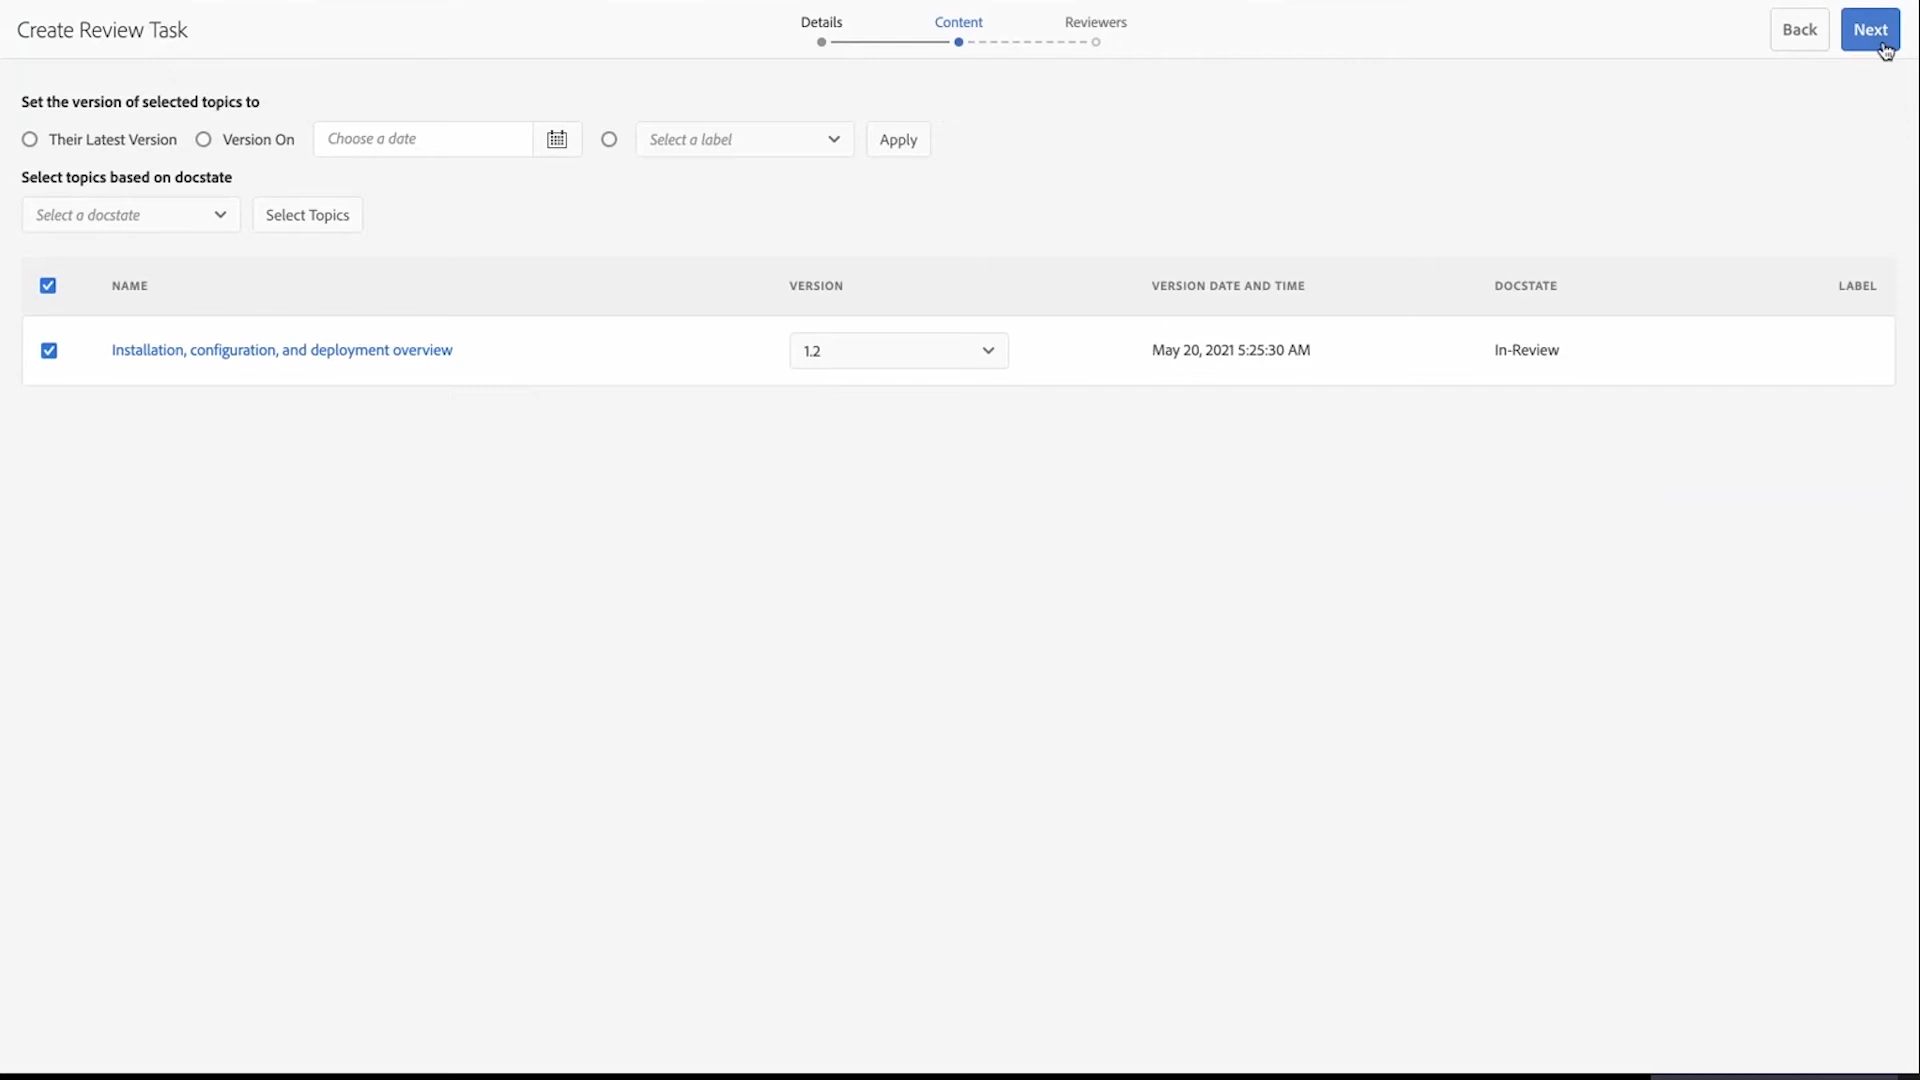 Create Review Task
Details
Content
Reviewers
Back
Next
Set the version of selected topics to
Their Latest Version
Version On
Choose a date
Select a label
Apply
Select topics based on docstate
Select a docstate
Select Topics
NAME
VERSION
VERSION DATE AND TIME
DOCSTATE
LABEL
Installation, configuration, and deployment overview
1.2
May 20, 2021 5:25:30 AM
In-Review